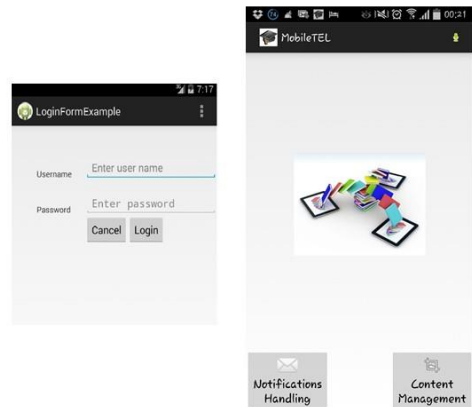 7:17
LoginFormExample
Username
Enter user name
Password
Enter password
Cancel
Login
00:21
MobileTEL
Notifications
Handling
Content
Management